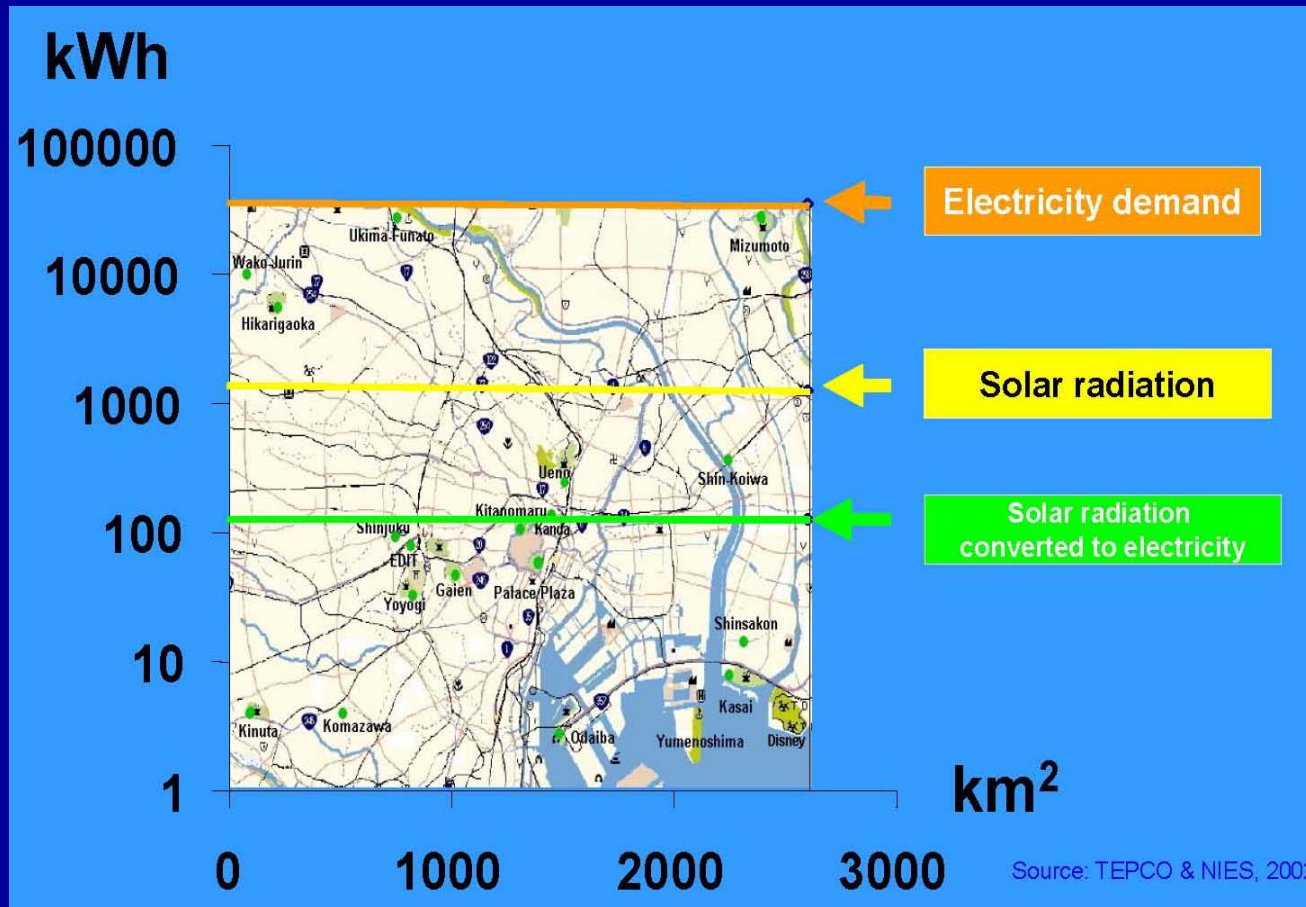 kWh
100000
10000
1000
100
10
1
Electricity demand
Solar radiation
Solar radiation
converted to electricity
Ukima-Funato
Mizumoto
Wako-Jurin
Hikarigaoka
Ueno
Shin-Koiwa
Kitanomaru
Shinjuku
Kanda
EDIT
Gaien
Palace/Plaza
Yoyogi
Shinsakon
Kasai
Kinuta
Komazawa
Odaiba
Yumenoshima
Disney
km²
0 1000 2000 3000
Source: TEPCO & NIES, 2002